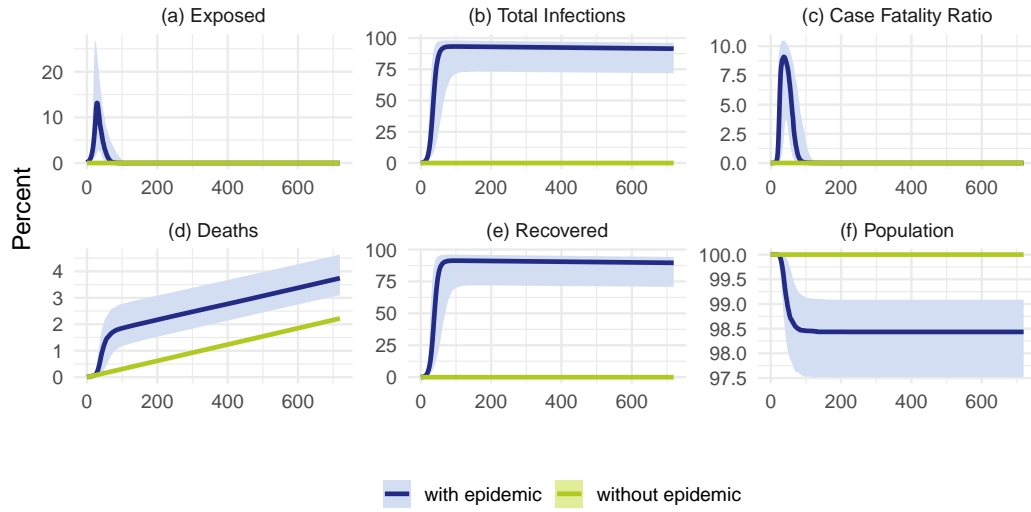 (a) Exposed
(b) Total Infections
(c) Case Fatality Ratio
20
10
0
0 200 400 600
100
75
50
25
0
0 200 400 600
10.0
7.5
5.0
2.5
0.0
0 200 400 600
Percent
(d) Deaths
(e) Recovered
(f) Population
4
3
2
1
0
0 200 400 600
100
75
50
25
0
0 200 400 600
100.0
99.5
99.0
98.5
98.0
97.5
0 200 400 600
with epidemic
without epidemic